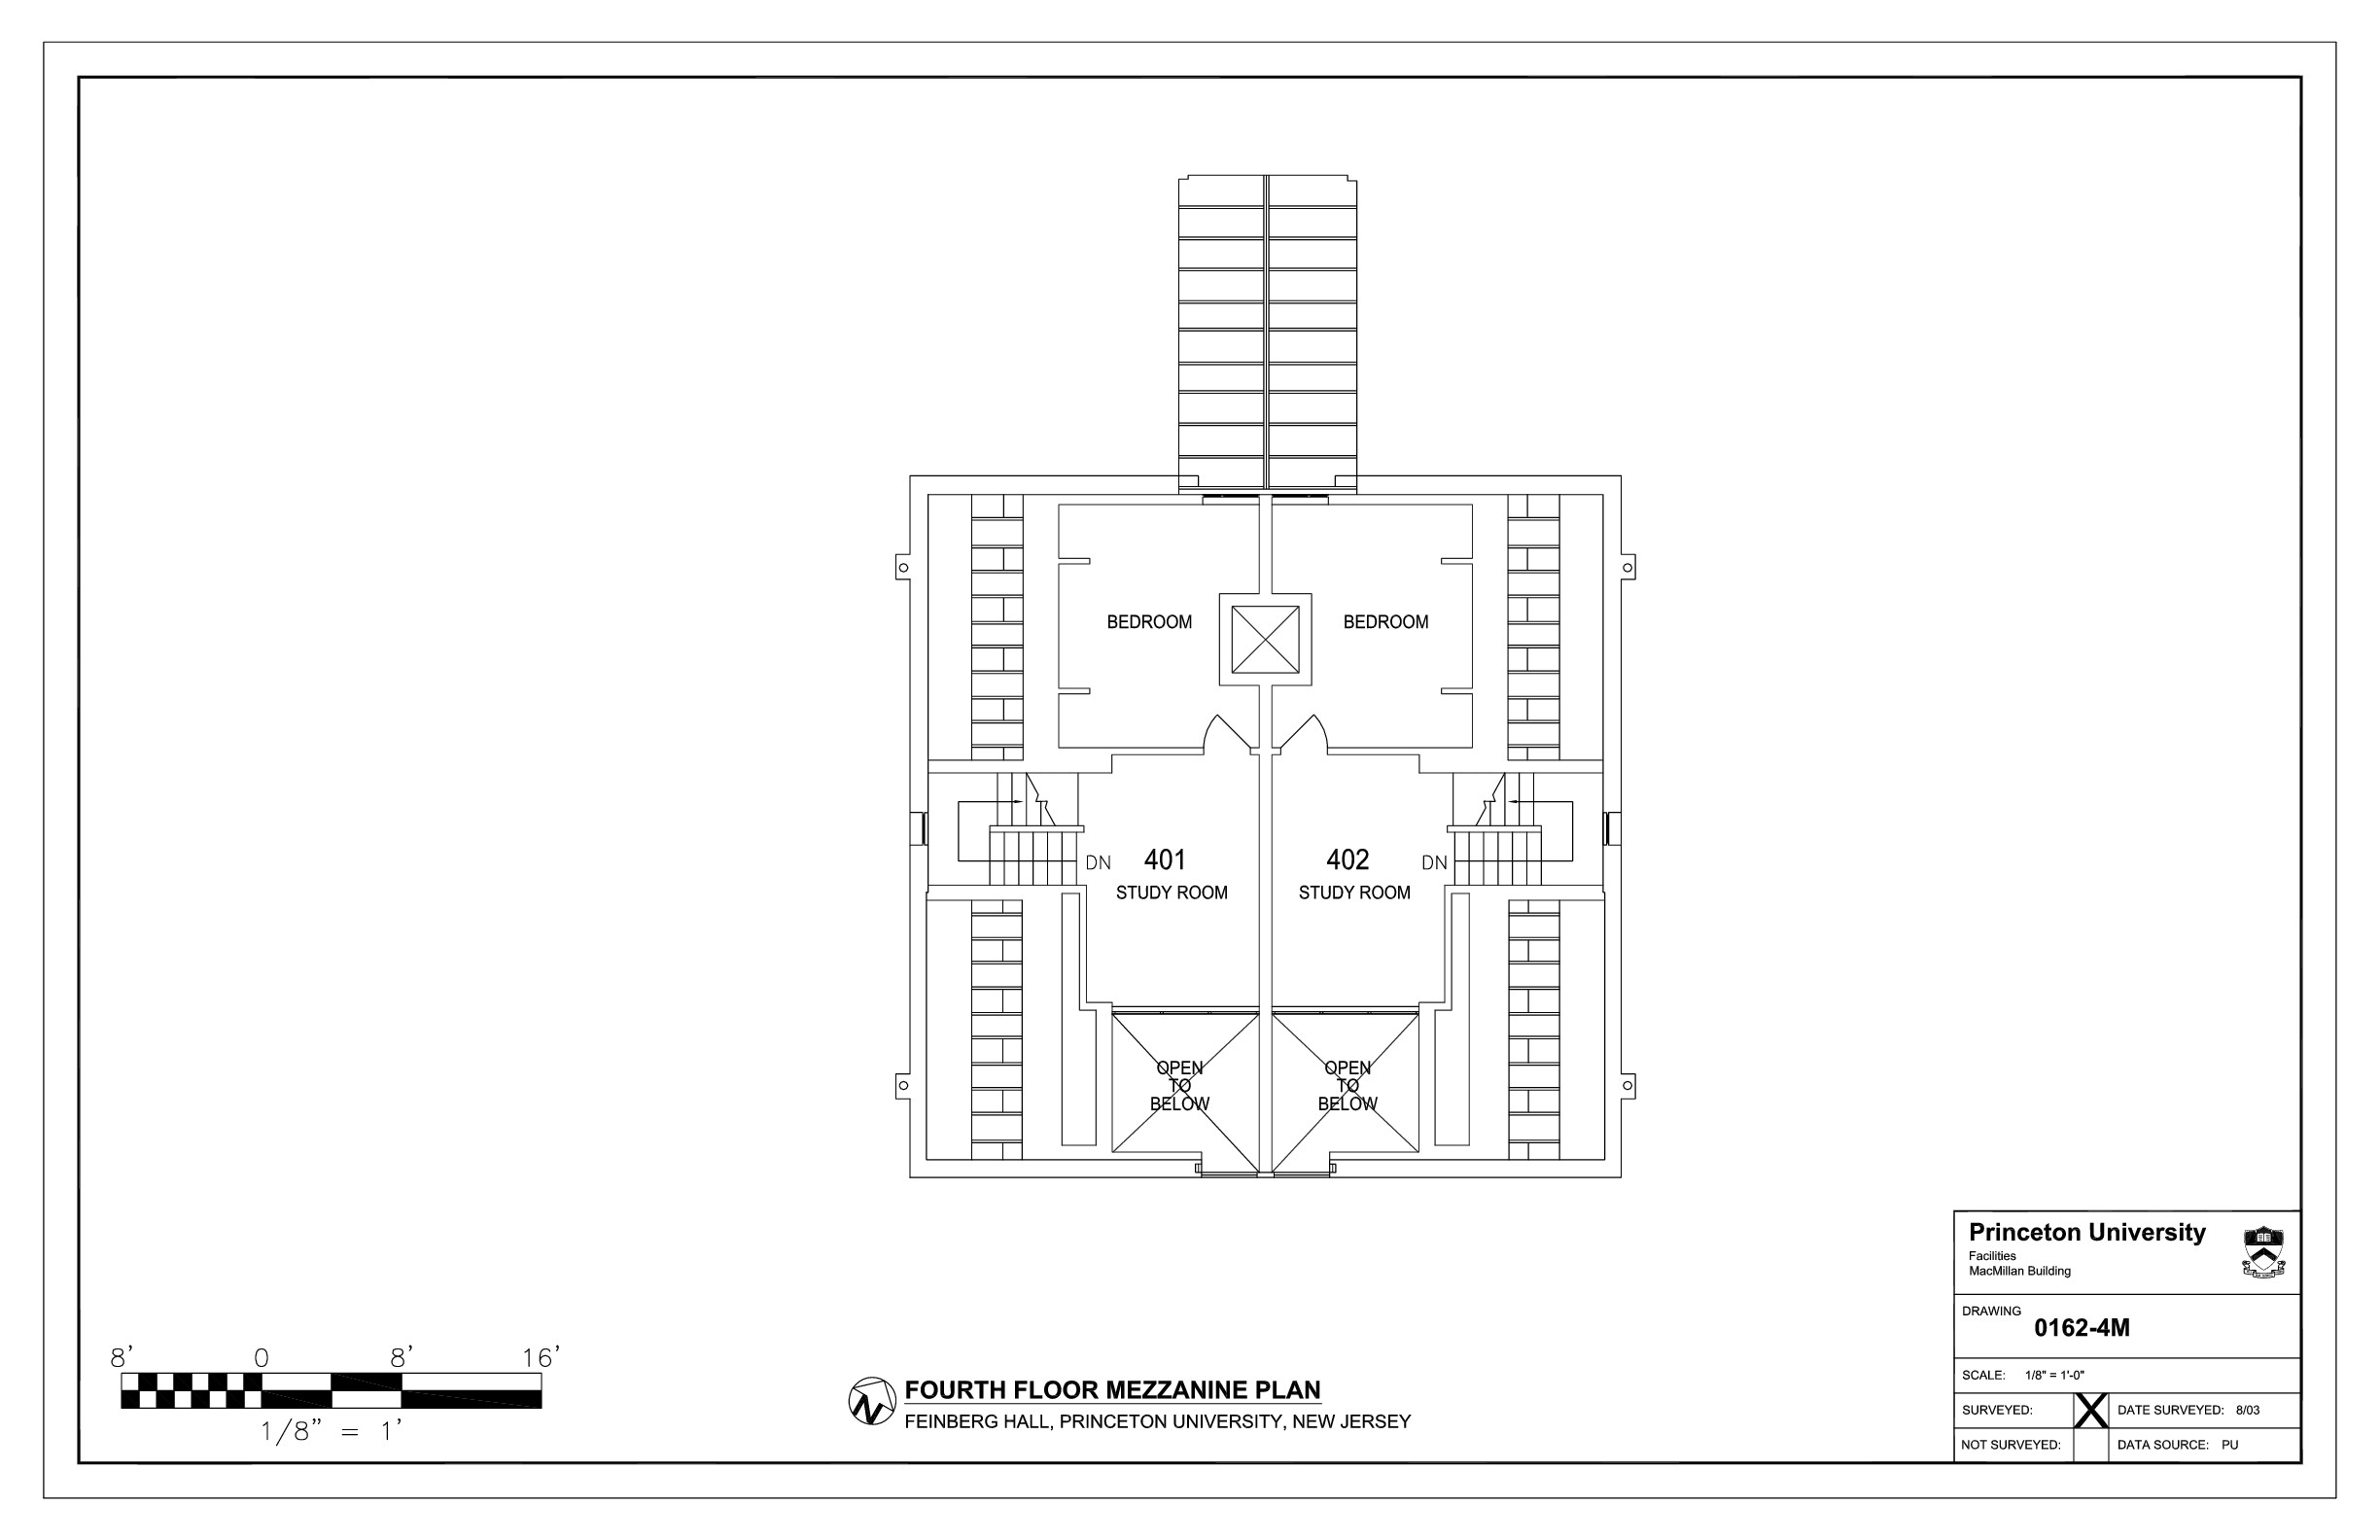 BEDROOM
BEDROOM
DN
401
402
DN
STUDY ROOM
STUDY ROOM
OPEN
TO
BELOW
OPEN
TO
BELOW
8' 0 8' 16'
1/8" = 1'
N
FOURTH FLOOR MEZZANINE PLAN
FEINBERG HALL, PRINCETON UNIVERSITY, NEW JERSEY
Princeton University
Facilities
MacMillan Building
DRAWING
0162-4M
SCALE: 1/8" = 1'-0"
SURVEYED: X DATE SURVEYED: 8/03
NOT SURVEYED: DATA SOURCE: PU